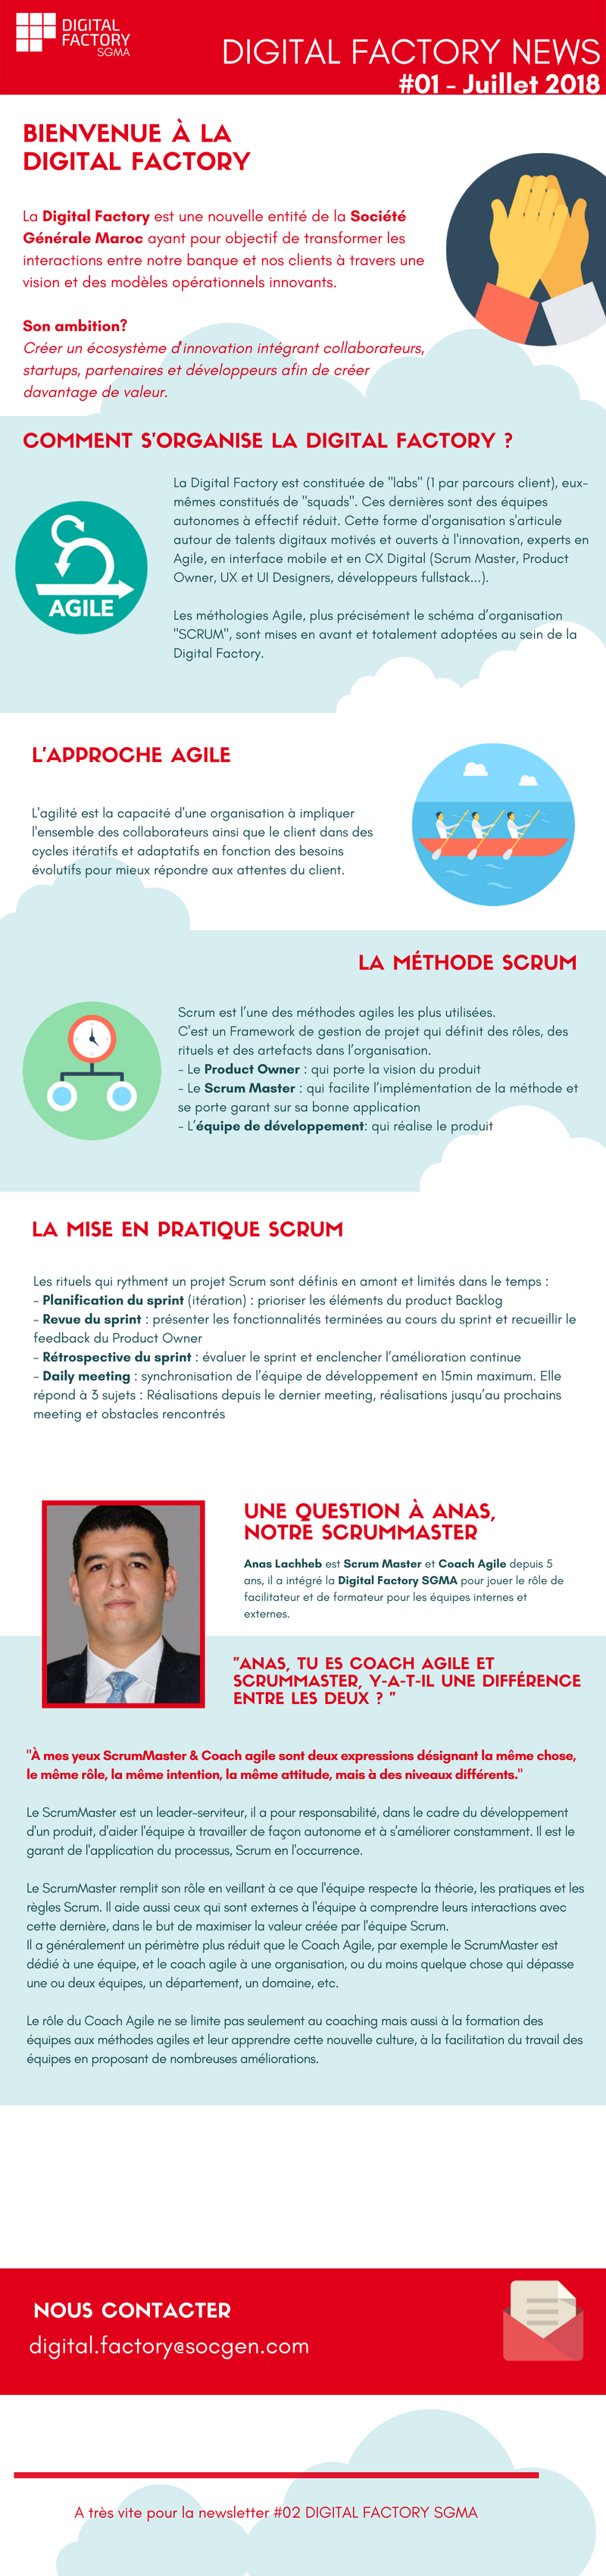 DIGITAL
FACTORY
SGMA
DIGITAL FACTORY NEWS
#01 - Juillet 2018
BIENVENUE À LA
DIGITAL FACTORY
La Digital Factory est une nouvelle entité de la Société
Générale Maroc ayant pour objectif de transformer les
interactions entre notre banque et nos clients à travers une
vision et des modèles opérationnels innovants.
Son ambition?
Créer un écosystème d'innovation intégrant collaborateurs,
startups, partenaires et développeurs afin de créer
davantage de valeur.
COMMENT S'ORGANISE LA DIGITAL FACTORY ?
La Digital Factory est constituée de "labs" (1 par parcours client), eux-
mêmes constitués de "squads". Ces dernières sont des équipes
autonomes à effectif réduit. Cette forme d'organisation s'articule
autour de talents digitaux motivés et ouverts à l'innovation, experts en
Agile, en interface mobile et en CX Digital (Scrum Master, Product
Owner, UX et UI Designers, développeurs fullstack...).
AGILE
Les méthologies Agile, plus précisément le schéma d’organisation
"SCRUM", sont mises en avant et totalement adoptées au sein de la
Digital Factory.
L'APPROCHE AGILE
L'agilité est la capacité d'une organisation à impliquer
l'ensemble des collaborateurs ainsi que le client dans des
cycles itératifs et adaptatifs en fonction des besoins
évolutifs pour mieux répondre aux attentes du client.
LA MÉTHODE SCRUM
Scrum est l’une des méthodes agiles les plus utilisées.
C'est un Framework de gestion de projet qui définit des rôles, des
rituels et des artefacts dans l’organisation.
- Le Product Owner : qui porte la vision du produit
- Le Scrum Master : qui facilite l’implémentation de la méthode et
se porte garant sur sa bonne application
- L’équipe de développement: qui réalise le produit
LA MISE EN PRATIQUE SCRUM
Les rituels qui rythment un projet Scrum sont définis en amont et limités dans le temps :
- Planification du sprint (itération) : prioriser les éléments du product Backlog
- Revue du sprint : présenter les fonctionnalités terminées au cours du sprint et recueillir le
feedback du Product Owner
- Rétrospective du sprint : évaluer le sprint et enclencher l’amélioration continue
- Daily meeting : synchronisation de l’équipe de développement en 15min maximum. Elle
répond à 3 sujets : Réalisations depuis le dernier meeting, réalisations jusqu’au prochains
meeting et obstacles rencontrés
UNE QUESTION À ANAS,
NOTRE SCRUMMASTER
Anas Lachheb est Scrum Master et Coach Agile depuis 5
ans, il a intégré la Digital Factory SGMA pour jouer le rôle de
facilitateur et de formateur pour les équipes internes et
externes.
"ANAS, TU ES COACH AGILE ET
SCRUMMASTER, Y-A-T-IL UNE DIFFÉRENCE
ENTRE LES DEUX ? "
"À mes yeux ScrumMaster & Coach agile sont deux expressions désignant la même chose,
le même rôle, la même intention, la même attitude, mais à des niveaux différents."
Le ScrumMaster est un leader-serviteur, il a pour responsabilité, dans le cadre du développement
d'un produit, d'aider l'équipe à travailler de façon autonome et à s'améliorer constamment. Il est le
garant de l'application du processus, Scrum en l'occurrence.
Le ScrumMaster remplit son rôle en veillant à ce que l'équipe respecte la théorie, les pratiques et les
règles Scrum. Il aide aussi ceux qui sont externes à l'équipe à comprendre leurs interactions avec
cette dernière, dans le but de maximiser la valeur créée par l'équipe Scrum.
Il a généralement un périmètre plus réduit que le Coach Agile, par exemple le ScrumMaster est
dédié à une équipe, et le coach agile à une organisation, ou du moins quelque chose qui dépasse
une ou deux équipes, un département, un domaine, etc.
Le rôle du Coach Agile ne se limite pas seulement au coaching mais aussi à la formation des
équipes aux méthodes agiles et leur apprendre cette nouvelle culture, à la facilitation du travail des
équipes en proposant de nombreuses améliorations.
NOUS CONTACTER
digital.factory@socgen.com
A très vite pour la newsletter #02 DIGITAL FACTORY SGMA